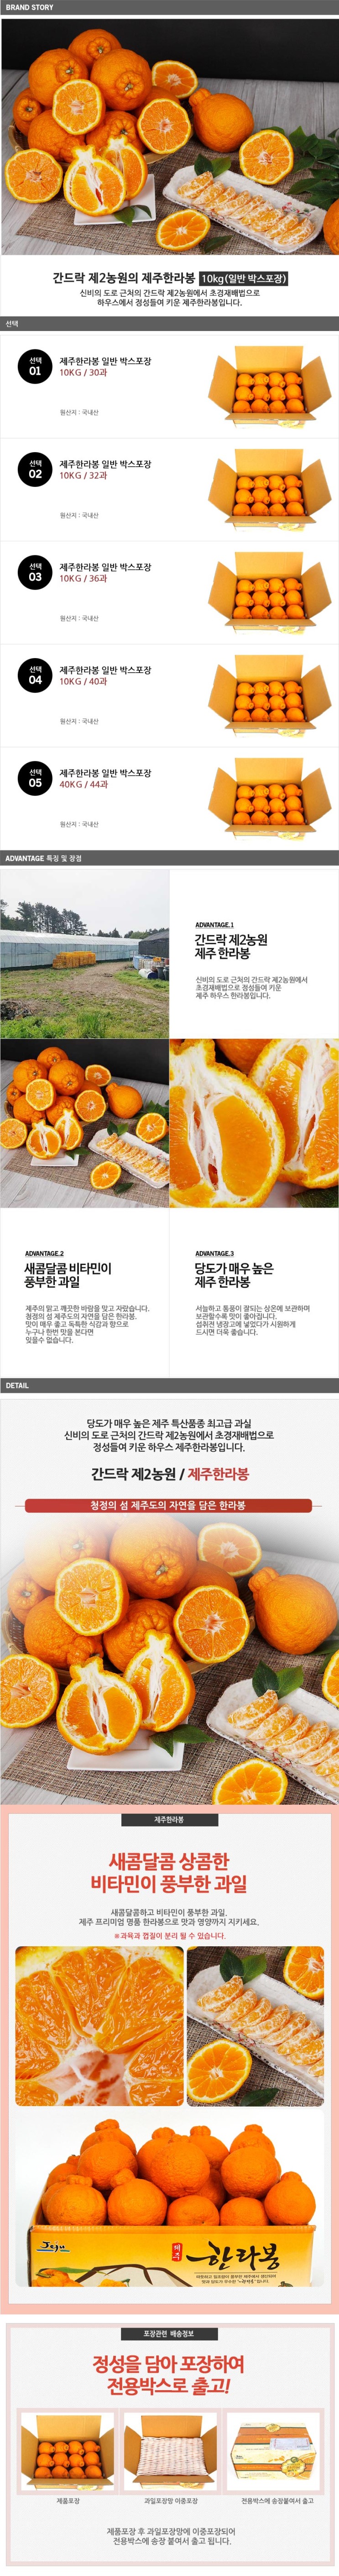 BRAND STORY
간드락 제2농원의 제주한라봉 10kg(일반 박스포장)
신비의 도로 근처의 간드락 제2농원에서 초경재배법으로
하우스에서 정성들여 키운 제주한라봉입니다.
선택
선택
01
제주한라봉 일반 박스포장
10KG / 30과
원산지 : 국내산
선택
02
제주한라봉 일반 박스포장
10KG / 32과
원산지 : 국내산
선택
03
제주한라봉 일반 박스포장
10KG / 36과
원산지 : 국내산
선택
04
제주한라봉 일반 박스포장
10KG / 40과
원산지 : 국내산
선택
05
제주한라봉 일반 박스포장
40KG / 44과
원산지 : 국내산
ADVANTAGE 특징 및 장점
ADVANTAGE.1
간드락 제2농원
제주 한라봉
신비의 도로 근처의 간드락 제2농원에서
초경재배법으로 정성들여 키운
제주 하우스 한라봉입니다.
ADVANTAGE.2
새콤달콤 비타민이
풍부한 과일
제주의 맑고 깨끗한 바람을 맞고 자랐습니다.
청정의 섬 제주도의 자연을 담은 한라봉.
맛이 매우 좋고 독특한 식감과 향으로
누구나 한번 맛을 본다면
잊을수 없습니다.
ADVANTAGE.3
당도가 매우 높은
제주 한라봉
서늘하고 통풍이 잘되는 상온에 보관하며
보관할수록 맛이 좋아집니다.
섭취전 냉장고에 넣었다가 시원하게
드시면 더욱 좋습니다.
DETAIL
당도가 매우 높은 제주 특산품종 최고급 과실
신비의 도로 근처의 간드락 제2농원에서 초경재배법으로
정성들여 키운 하우스 제주한라봉입니다.
간드락 제2농원 / 제주한라봉
청정의 섬 제주도의 자연을 담은 한라봉
제주한라봉
새콤달콤 상큼한
비타민이 풍부한 과일
새콤달콤하고 비타민이 풍부한 과일.
제주 프리미엄 명품 한라봉으로 맛과 영양까지 지키세요.
※과육과 껍질이 분리 될 수 있습니다.
제주
한라봉
포장관련 배송정보
정성을 담아 포장하여
전용박스로 출고!
제품포장
과일포장망 이중포장
전용박스에 송장붙여서 출고
제품포장 후 과일포장망에 이중포장되어
전용박스에 송장 붙여서 출고 됩니다.